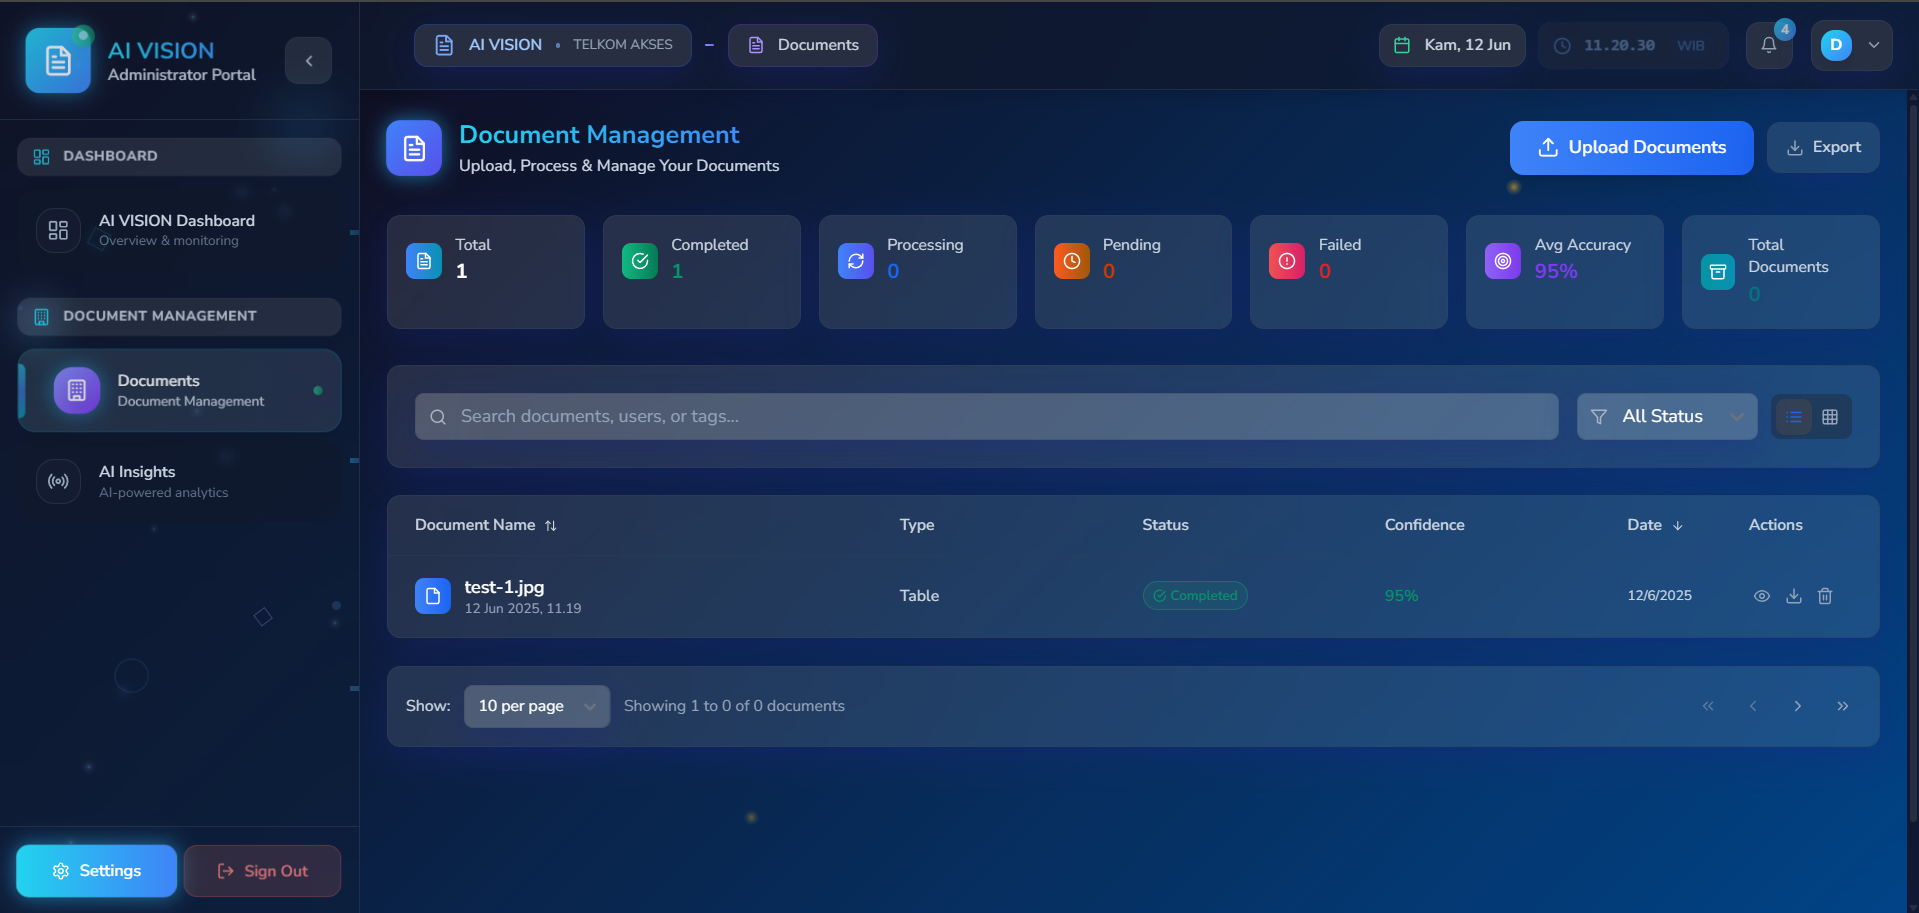 AI VISION
Administrator Portal
AI VISION • TELKOM AKSES – Documents
Kam, 12 Jun
11.20.30 WIB
4
D
DASHBOARD
AI VISION Dashboard
Overview & monitoring
DOCUMENT MANAGEMENT
Documents
Document Management
AI Insights
AI-powered analytics
Settings
Sign Out
Document Management
Upload, Process & Manage Your Documents
Upload Documents
Export
Total
1
Completed
1
Processing
0
Pending
0
Failed
0
Avg Accuracy
95%
Total
Documents
0
Search documents, users, or tags...
All Status
Document Name Type Status Confidence Date Actions
test-1.jpg
12 Jun 2025, 11.19
Table
Completed
95%
12/6/2025
Show: 10 per page Showing 1 to 0 of 0 documents